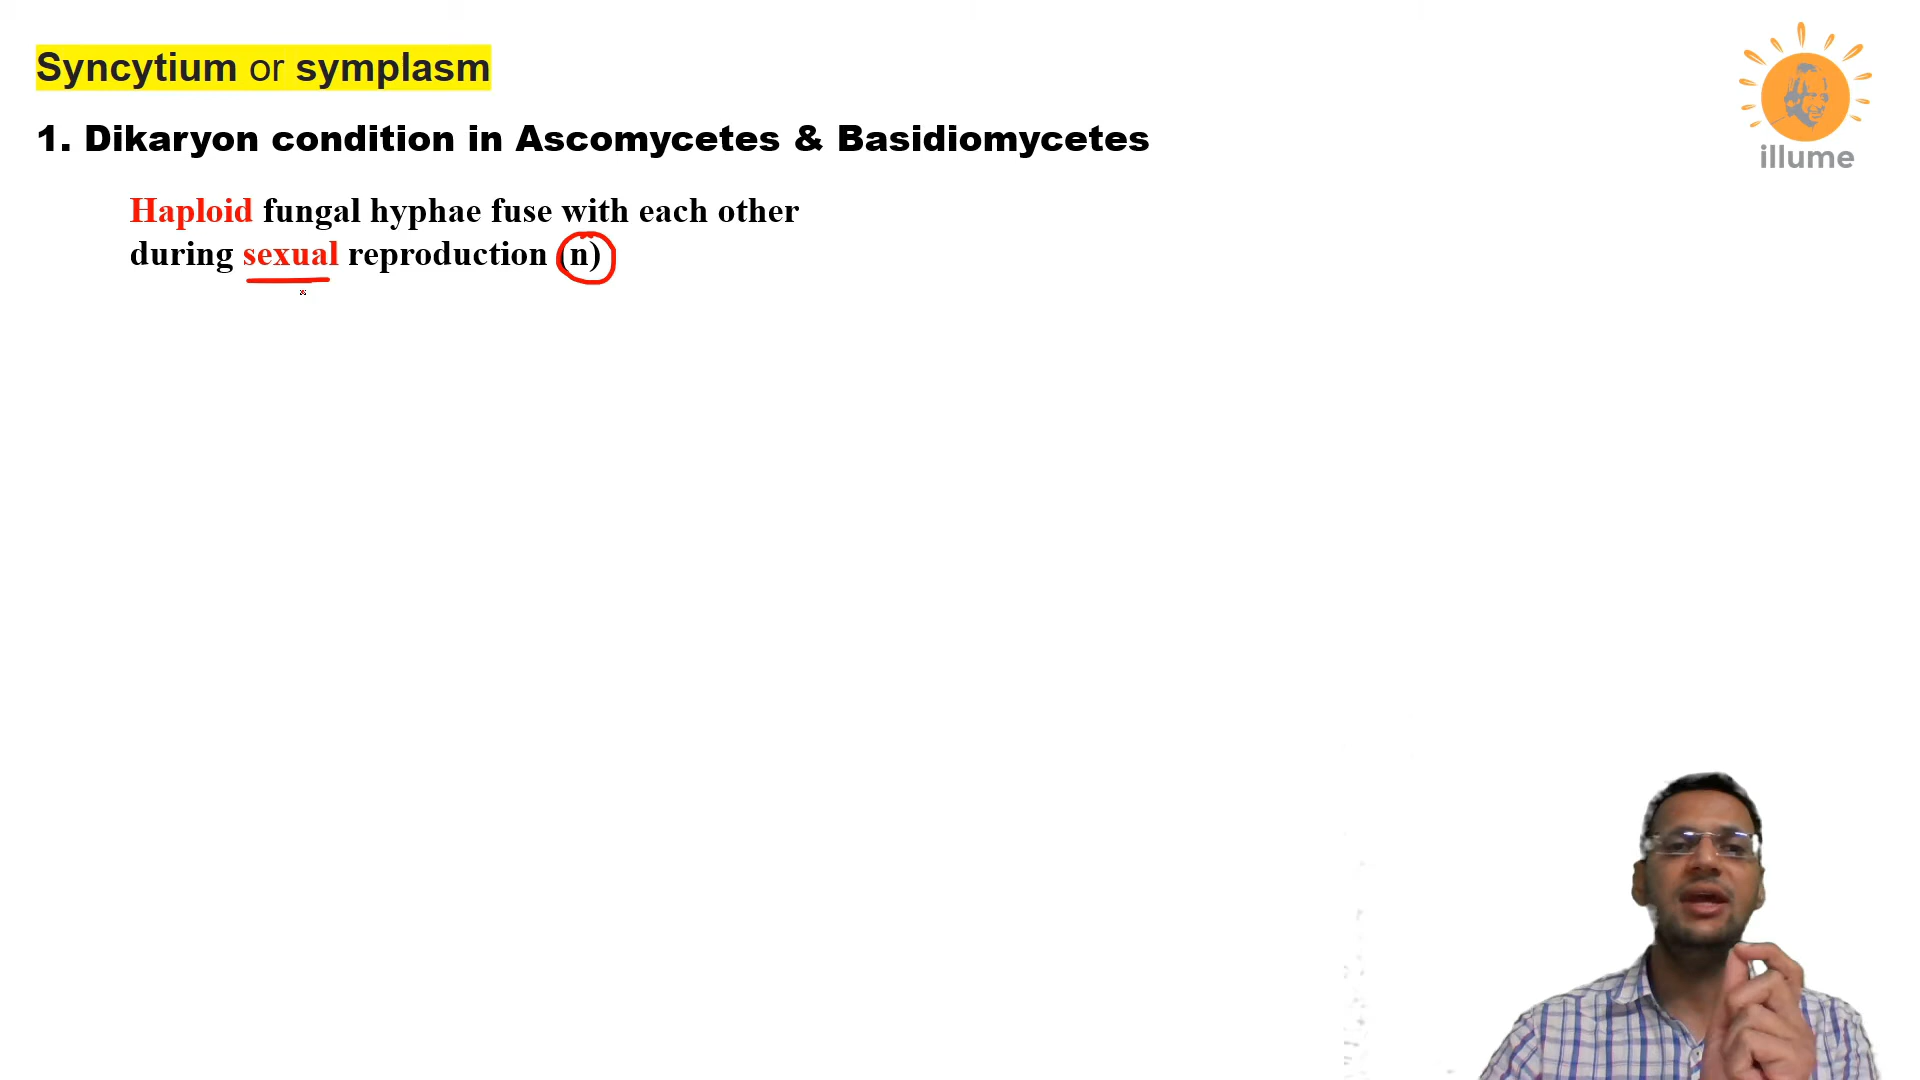 Syncytium or symplasm
1. Dikaryon condition in Ascomycetes & Basidiomycetes
Haploid fungal hyphae fuse with each other
during sexual reproduction (n)
illume